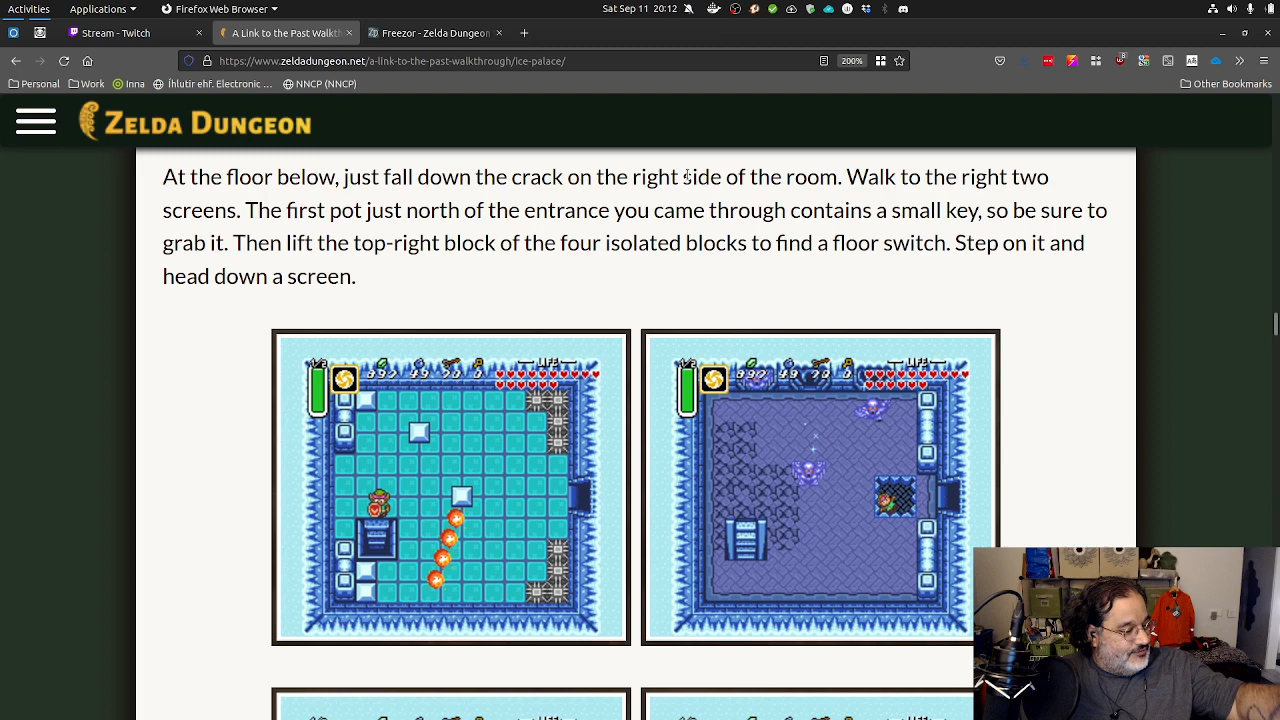 Activities Applications Firefox Web Browser Sat Sep 11 20:12
Stream - Twitch A Link to the Past Walkth Freezor - Zelda Dungeon
https://www.zeldadungeon.net/a-link-to-the-past-walkthrough/ice-palace/ 200%
Personal Work Inna Íhlutir ehf. Electronic ... NNCP (NNCP) Other Bookmarks
ZELDA DUNGEON
At the floor below, just fall down the crack on the right side of the room. Walk to the right two
screens. The first pot just north of the entrance you came through contains a small key, so be sure to
grab it. Then lift the top-right block of the four isolated blocks to find a floor switch. Step on it and
head down a screen.
1/2 LIFE 1/2 LIFE